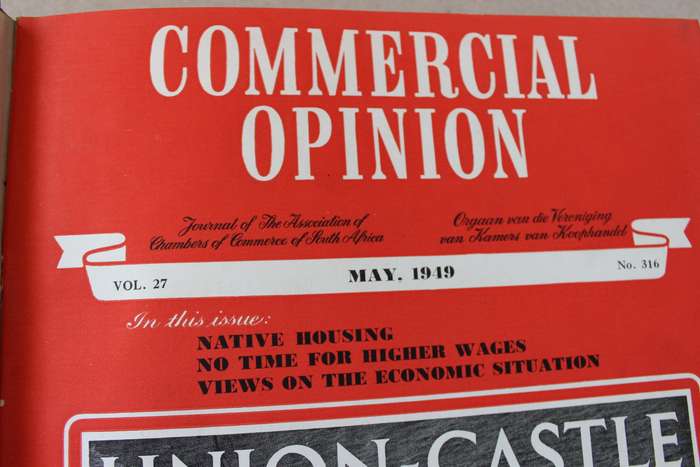 COMMERCIAL
OPINION
Journal of The Association of
Chambers of Commerce of South Africa
Orgaan van die Vereniging
van Kamers van Koophandel
VOL. 27
MAY, 1949
No. 316
In this issue:
NATIVE HOUSING
NO TIME FOR HIGHER WAGES
VIEWS ON THE ECONOMIC SITUATION
UNION-CASTLE